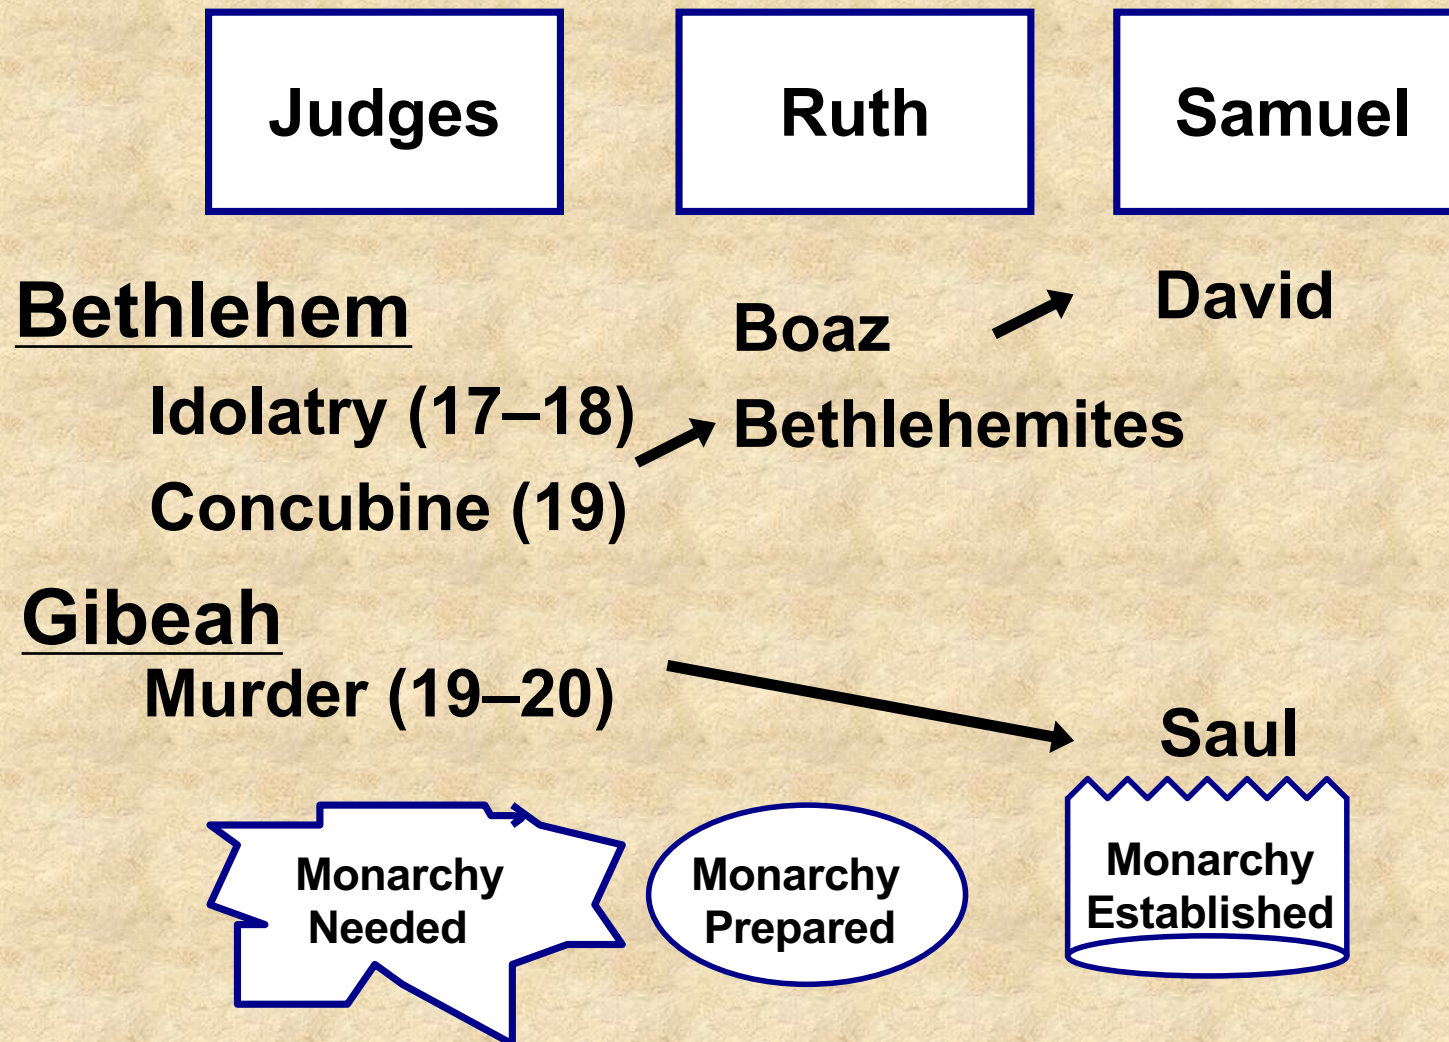 Judges
Ruth
Samuel
Bethlehem
Boaz
David
Idolatry (17–18)
Bethlehemites
Concubine (19)
Gibeah
Murder (19–20)
Saul
Monarchy
Needed
Monarchy
Prepared
Monarchy
Established